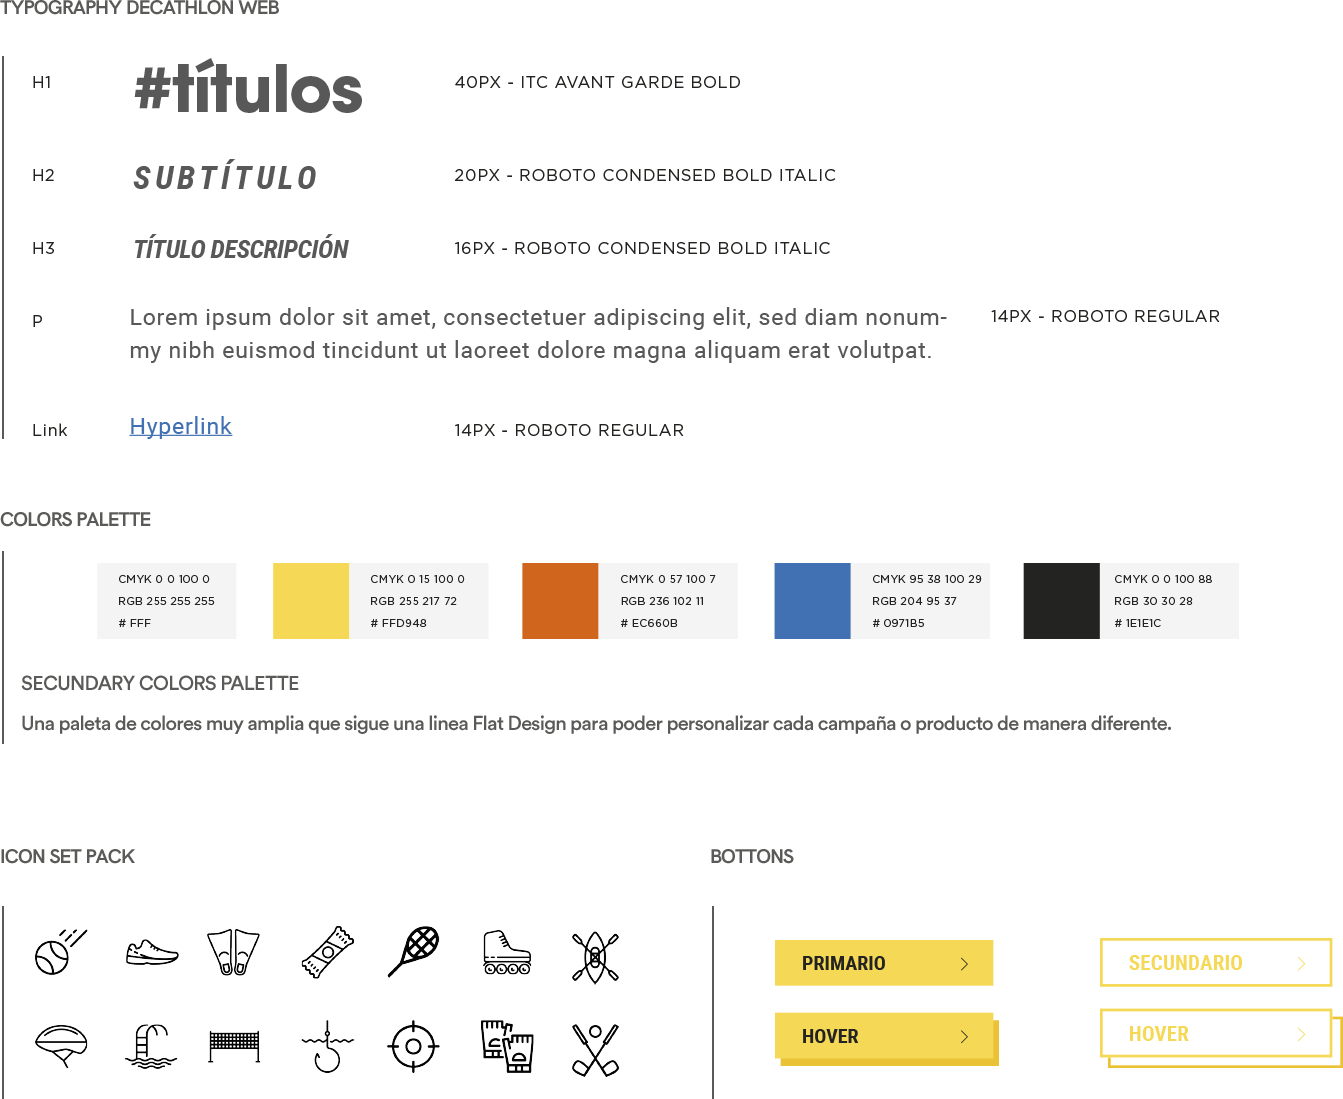 TYPOGRAPHY DECATHLON WEB
H1 #títulos 40PX - ITC AVANT GARDE BOLD
H2 SUBTÍTULO 20PX - ROBOTO CONDENSED BOLD ITALIC
H3 TÍTULO DESCRIPCIÓN 16PX - ROBOTO CONDENSED BOLD ITALIC
P Lorem ipsum dolor sit amet, consectetuer adipiscing elit, sed diam nonum- 14PX - ROBOTO REGULAR
my nibh euismod tincidunt ut laoreet dolore magna aliquam erat volutpat.
Link Hyperlink 14PX - ROBOTO REGULAR
COLORS PALETTE
CMYK 0 0 100 0
RGB 255 255 255
# FFF
CMYK 0 15 100 0
RGB 255 217 72
# FFD948
CMYK 0 57 100 7
RGB 236 102 11
# EC660B
CMYK 95 38 100 29
RGB 204 95 37
# 0971B5
CMYK 0 0 100 88
RGB 30 30 28
# 1E1E1C
SECUNDARY COLORS PALETTE
Una paleta de colores muy amplia que sigue una linea Flat Design para poder personalizar cada campaña o producto de manera diferente.
ICON SET PACK
BOTTONS
PRIMARIO
SECUNDARIO
HOVER
HOVER